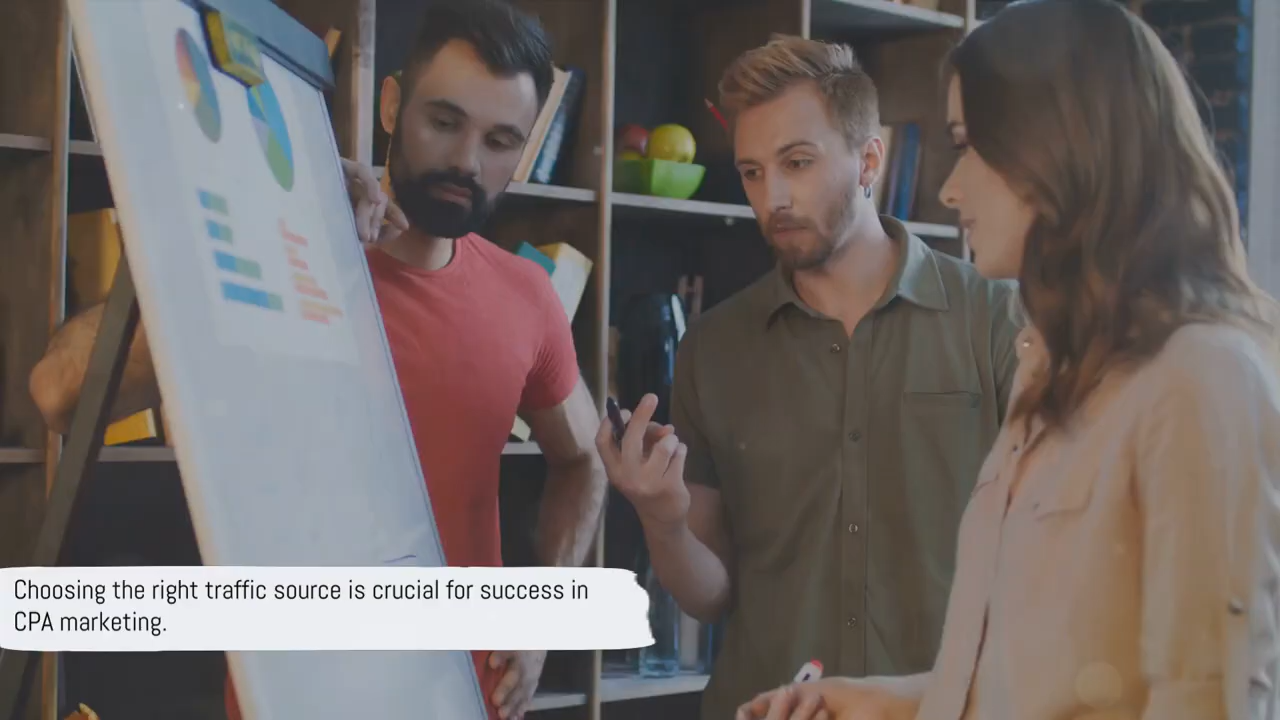 Choosing the right traffic source is crucial for success in
CPA marketing.